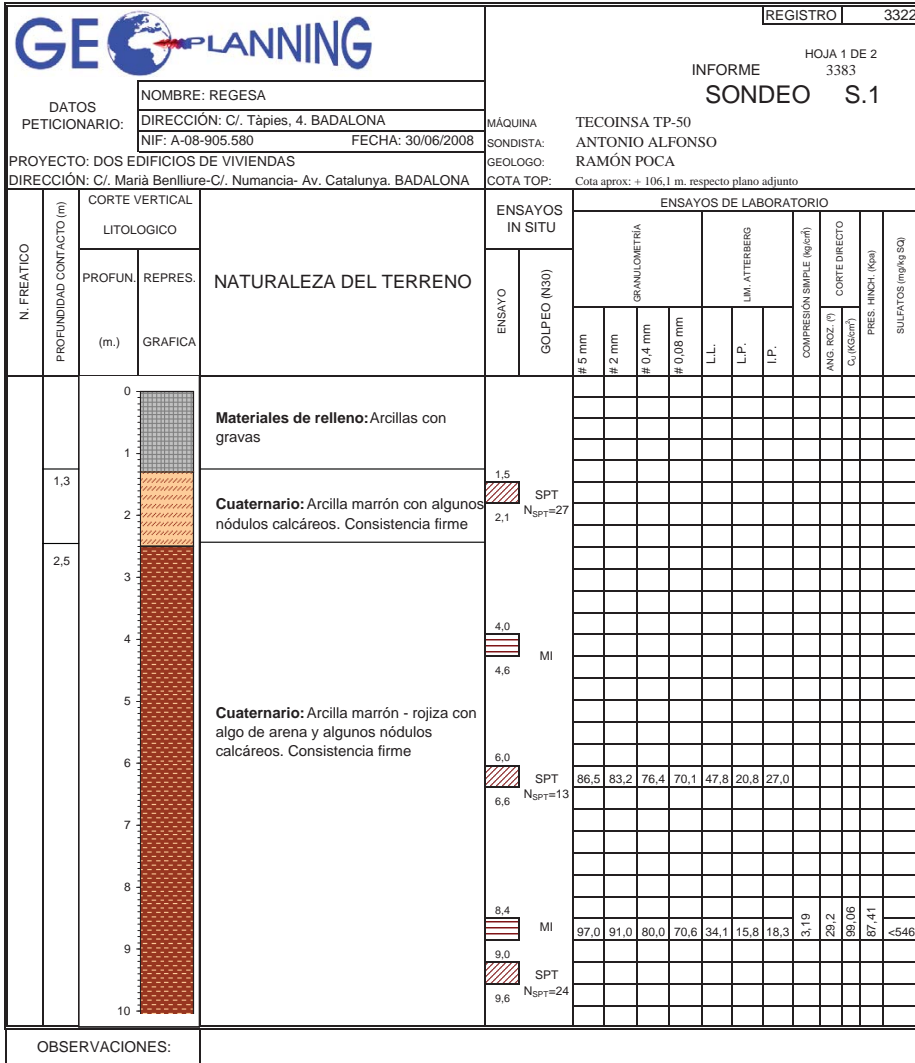 GEOPLANNING
REGISTRO 3322
HOJA 1 DE 2
INFORME 3383
SONDEO S.1
DATOS PETICIONARIO:
NOMBRE: REGESA
DIRECCIÓN: C/. Tàpies, 4. BADALONA
NIF: A-08-905.580 FECHA: 30/06/2008
MÁQUINA TECOINSA TP-50
SONDISTA: ANTONIO ALFONSO
PROYECTO: DOS EDIFICIOS DE VIVIENDAS
GEOLOGO: RAMÓN POCA
DIRECCIÓN: C/. Marià Benlliure-C/. Numancia- Av. Catalunya. BADALONA
COTA TOP: Cota aprox: + 106,1 m. respecto plano adjunto
N. FREATICO
PROFUNDIDAD CONTACTO (m)
CORTE VERTICAL
LITOLOGICO
PROFUN.
(m.)
REPRES.
GRAFICA
NATURALEZA DEL TERRENO
ENSAYOS
IN SITU
ENSAYO
GOLPEO (N30)
ENSAYOS DE LABORATORIO
GRANULOMETRÍA
# 5 mm
# 2 mm
# 0,4 mm
# 0,08 mm
LIM. ATTERBERG
L.L.
L.P.
I.P.
COMPRESIÓN SIMPLE (kg/cm²)
CORTE DIRECTO
ANG. ROZ. (º)
Cu (KG/cm²)
PRES. HINCH. (Kpa)
SULFATOS (mg/kg SO)
0
Materiales de relleno: Arcillas con
gravas
1
1,3
1,5
SPT
Cuaternario: Arcilla marrón con algunos
nódulos calcáreos. Consistencia firme
2
2,1
NSPT=27
2,5
3
4
4,0
MI
4,6
5
Cuaternario: Arcilla marrón - rojiza con
algo de arena y algunos nódulos
calcáreos. Consistencia firme
6
6,0
SPT 86,5 83,2 76,4 70,1 47,8 20,8 27,0
6,6
NSPT=13
7
8
8,4
MI 97,0 91,0 80,0 70,6 34,1 15,8 18,3 3,19 29,2 99,06 87,41 <546
9
9,0
SPT
9,6
NSPT=24
10
OBSERVACIONES: